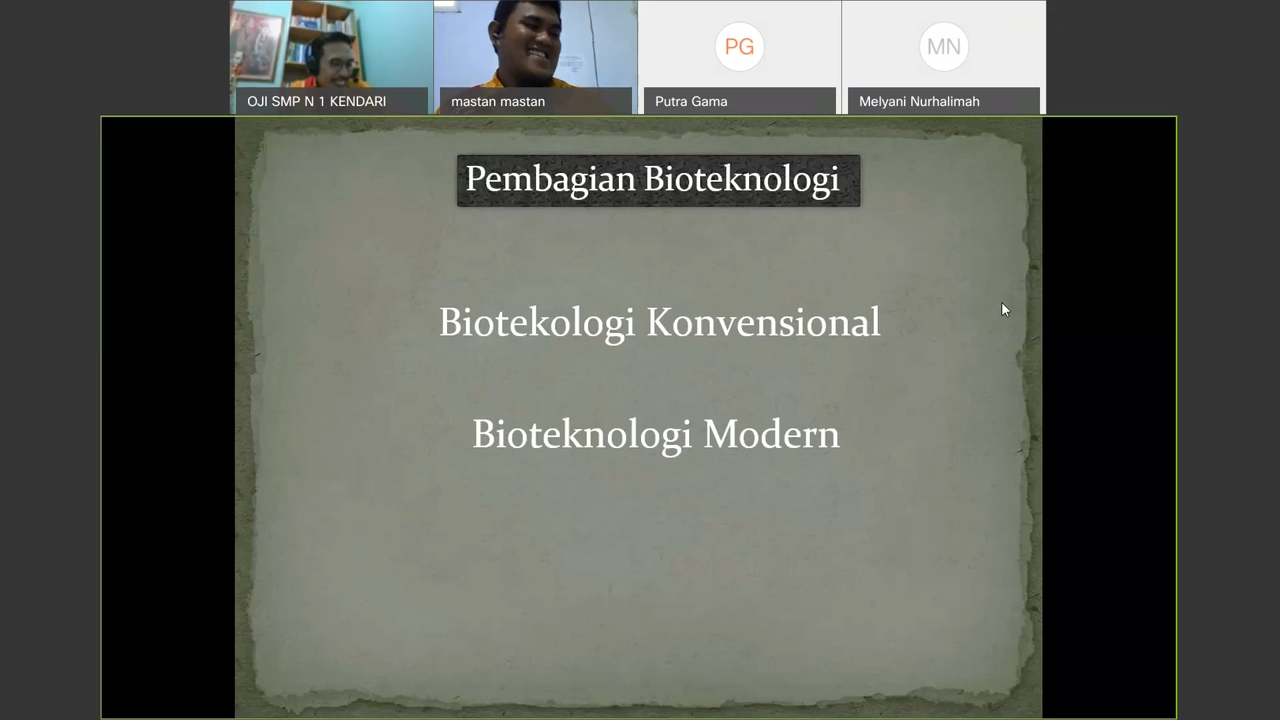 PG
MN
OJI SMP N 1 KENDARI
mastan mastan
Putra Gama
Melyani Nurhalimah
Pembagian Bioteknologi
Biotekologi Konvensional
Bioteknologi Modern